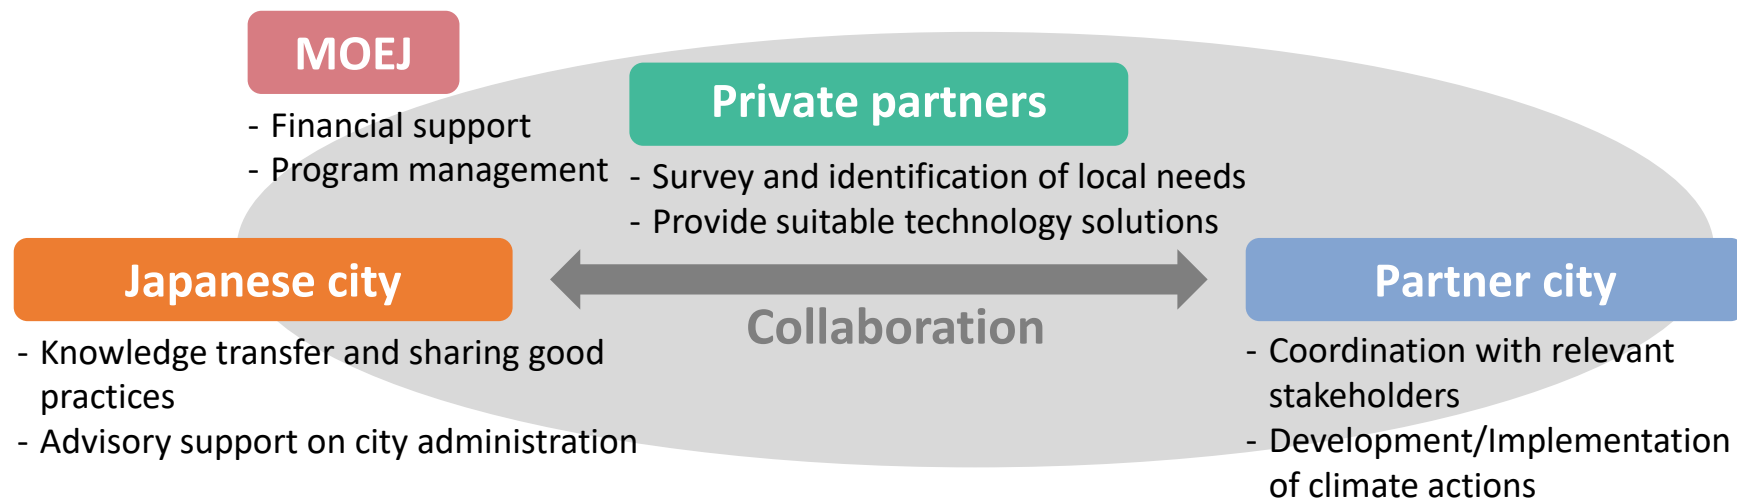 MOEJ
- Financial support
- Program management
Private partners
- Survey and identification of local needs
- Provide suitable technology solutions
Japanese city
Collaboration
Partner city
- Knowledge transfer and sharing good
practices
- Advisory support on city administration
- Coordination with relevant
stakeholders
- Development/Implementation
of climate actions